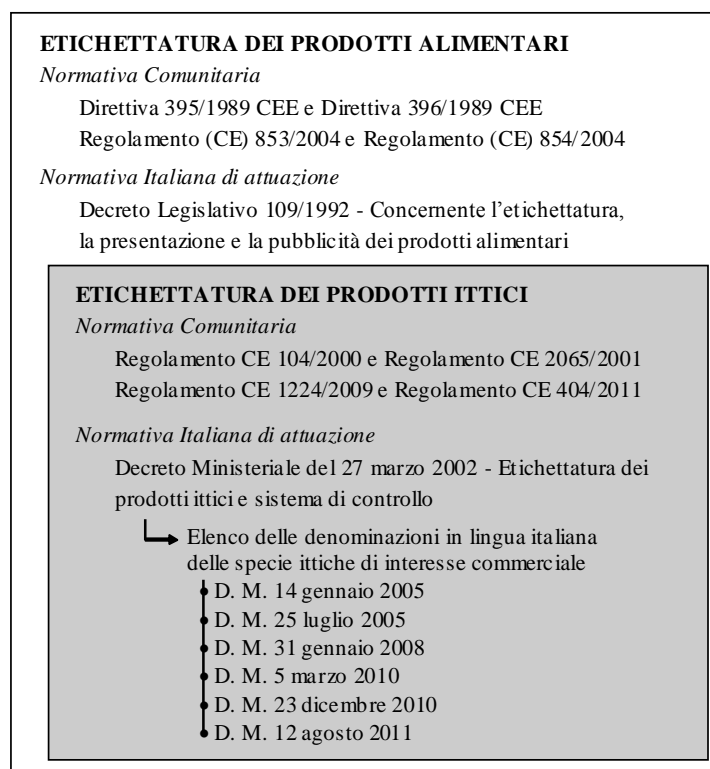 ETICHETTATURA DEI PRODOTTI ALIMENTARI
Normativa Comunitaria
Direttiva 395/1989 CEE e Direttiva 396/1989 CEE
Regolamento (CE) 853/2004 e Regolamento (CE) 854/2004
Normativa Italiana di attuazione
Decreto Legislativo 109/1992 - Concernente l'etichettatura,
la presentazione e la pubblicità dei prodotti alimentari
ETICHETTATURA DEI PRODOTTI ITTICI
Normativa Comunitaria
Regolamento CE 104/2000 e Regolamento CE 2065/2001
Regolamento CE 1224/2009 e Regolamento CE 404/2011
Normativa Italiana di attuazione
Decreto Ministeriale del 27 marzo 2002 - Etichettatura dei
prodotti ittici e sistema di controllo
Elenco delle denominazioni in lingua italiana
delle specie ittiche di interesse commerciale
D. M. 14 gennaio 2005
D. M. 25 luglio 2005
D. M. 31 gennaio 2008
D. M. 5 marzo 2010
D. M. 23 dicembre 2010
D. M. 12 agosto 2011